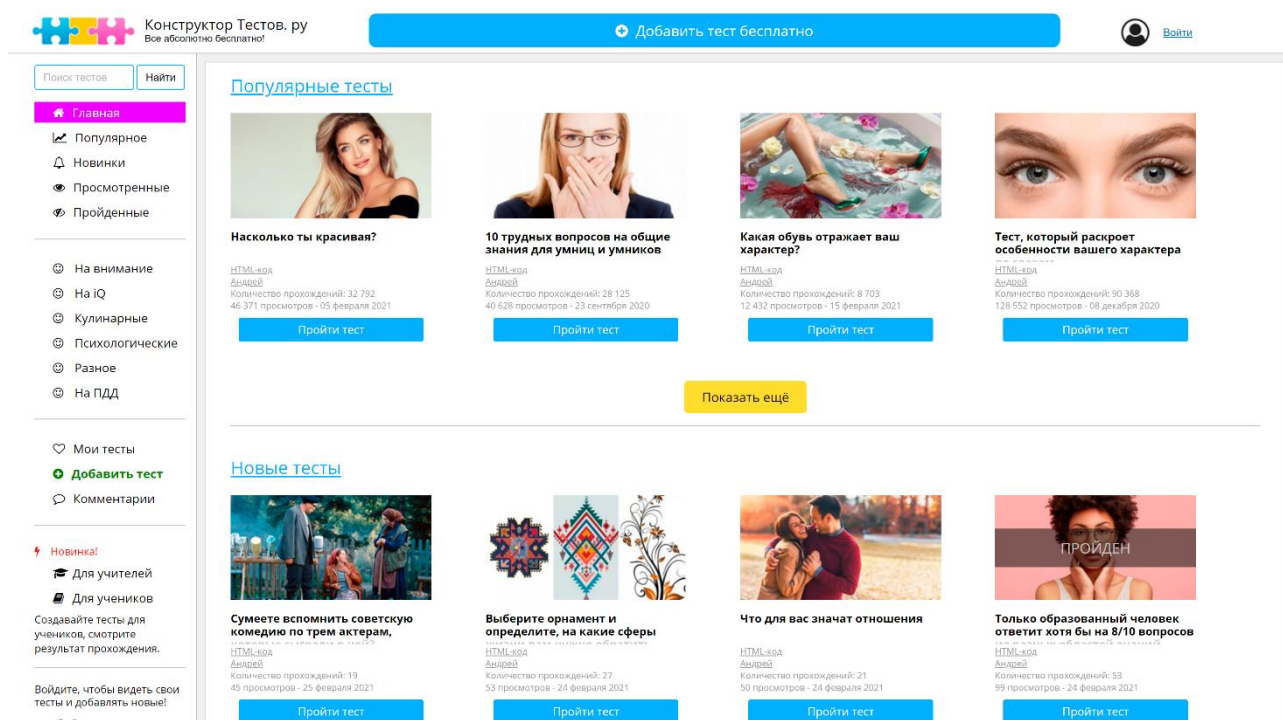 Конструктор Тестов. ру
Все абсолютно бесплатно!
Добавить тест бесплатно
Войти
Поиск тестов
Найти
Главная
Популярное
Новинки
Просмотренные
Пройденные
На внимание
На iQ
Кулинарные
Психологические
Разное
На ПДД
Мои тесты
Добавить тест
Комментарии
Новинка!
Для учителей
Для учеников
Создавайте тесты для
учеников, смотрите
результат прохождения.
Войдите, чтобы видеть свои
тесты и добавлять новые!
Популярные тесты
Насколько ты красивая?
HTML-код
Андрей
Количество прохождений: 32 792
46 371 просмотров - 05 февраля 2021
Пройти тест
10 трудных вопросов на общие
знания для умниц и умников
HTML-код
Андрей
Количество прохождений: 28 125
40 628 просмотров - 23 сентября 2020
Пройти тест
Какая обувь отражает ваш
характер?
HTML-код
Андрей
Количество прохождений: 8 703
12 432 просмотров - 15 февраля 2021
Пройти тест
Тест, который раскроет
особенности вашего характера
HTML-код
Андрей
Количество прохождений: 90 368
128 552 просмотров - 08 декабря 2020
Пройти тест
Показать ещё
Новые тесты
Сумеете вспомнить советскую
комедию по трем актерам,
HTML-код
Андрей
Количество прохождений: 19
45 просмотров - 25 февраля 2021
Пройти тест
Выберите орнамент и
определите, на какие сферы
HTML-код
Андрей
Количество прохождений: 27
53 просмотров - 24 февраля 2021
Пройти тест
Что для вас значат отношения
HTML-код
Андрей
Количество прохождений: 21
50 просмотров - 24 февраля 2021
Пройти тест
ПРОЙДЕН
Только образованный человек
ответит хотя бы на 8/10 вопросов
HTML-код
Андрей
Количество прохождений: 53
99 просмотров - 24 февраля 2021
Пройти тест